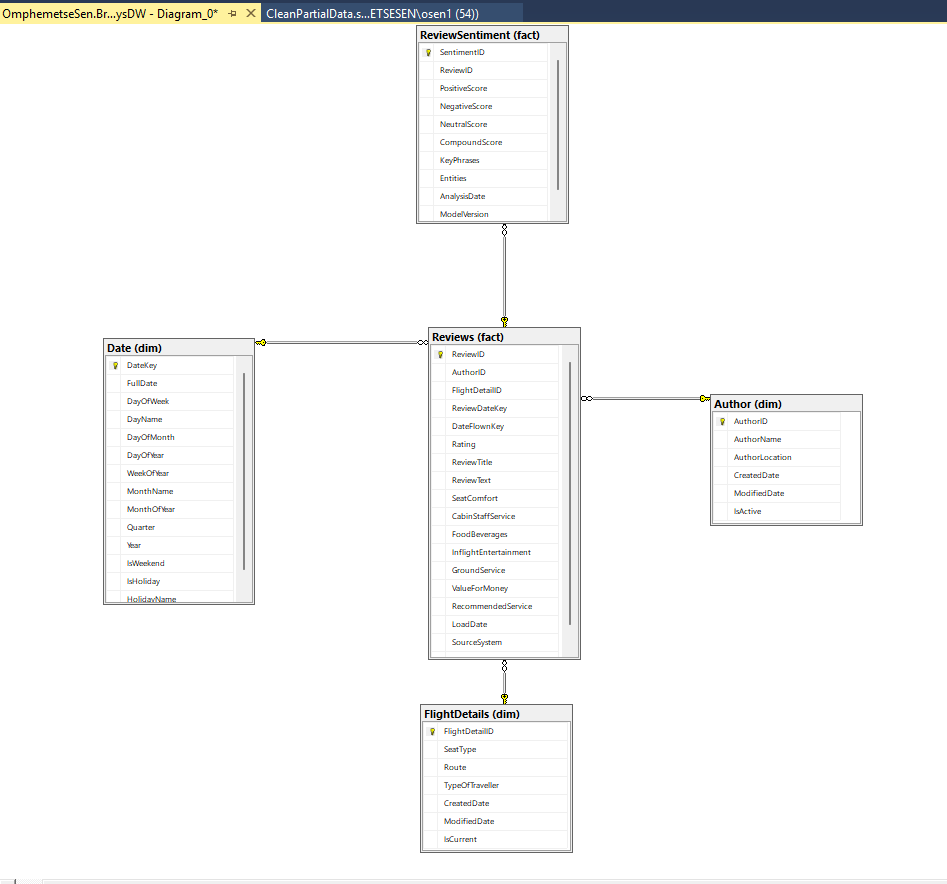 OmphemetseSen.Br...ysDW - Diagram_0*
CleanPartialData.s...ETSESEN\osen1 (54))
ReviewSentiment (fact)
SentimentID
ReviewID
PositiveScore
NegativeScore
NeutralScore
CompoundScore
KeyPhrases
Entities
AnalysisDate
ModelVersion
Date (dim)
DateKey
FullDate
DayOfWeek
DayName
DayOfMonth
DayOfYear
WeekOfYear
MonthName
MonthOfYear
Quarter
Year
IsWeekend
IsHoliday
HolidayName
Reviews (fact)
ReviewID
AuthorID
FlightDetailID
ReviewDateKey
DateFlownKey
Rating
ReviewTitle
ReviewText
SeatComfort
CabinStaffService
FoodBeverages
InflightEntertainment
GroundService
ValueForMoney
RecommendedService
LoadDate
SourceSystem
Author (dim)
AuthorID
AuthorName
AuthorLocation
CreatedDate
ModifiedDate
IsActive
FlightDetails (dim)
FlightDetailID
SeatType
Route
TypeOfTraveller
CreatedDate
ModifiedDate
IsCurrent